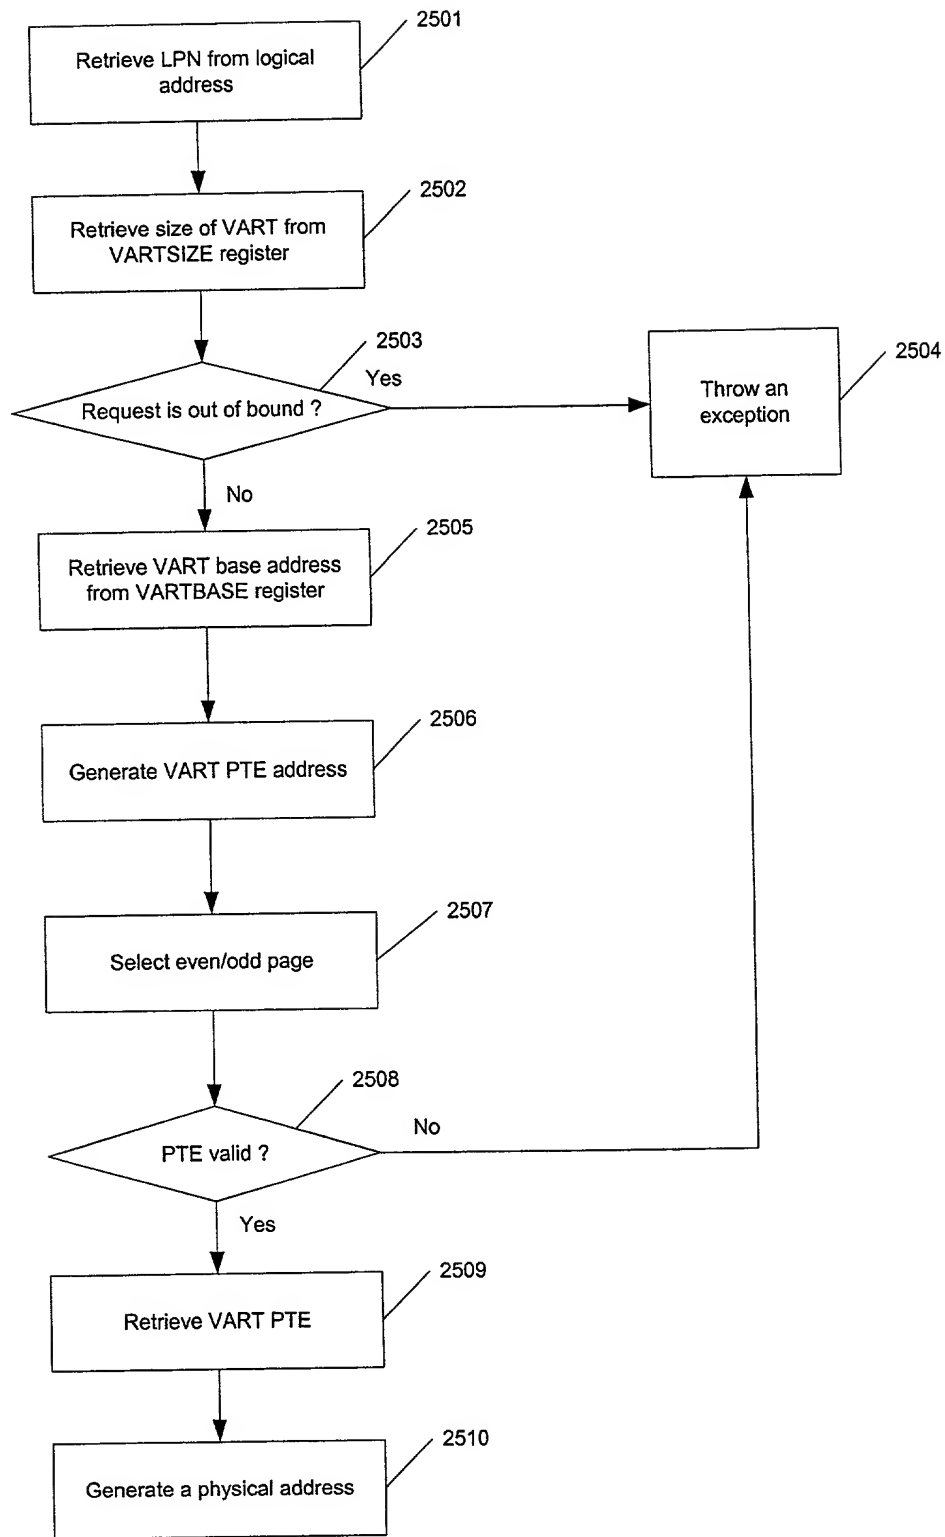 2501
Retrieve LPN from logical
address
2502
Retrieve size of VART from
VARTSIZE register
2503
Yes
Request is out of bound ?
2504
Throw an
exception
No
2505
Retrieve VART base address
from VARTBASE register
2506
Generate VART PTE address
2507
Select even/odd page
2508
No
PTE valid ?
Yes
2509
Retrieve VART PTE
2510
Generate a physical address